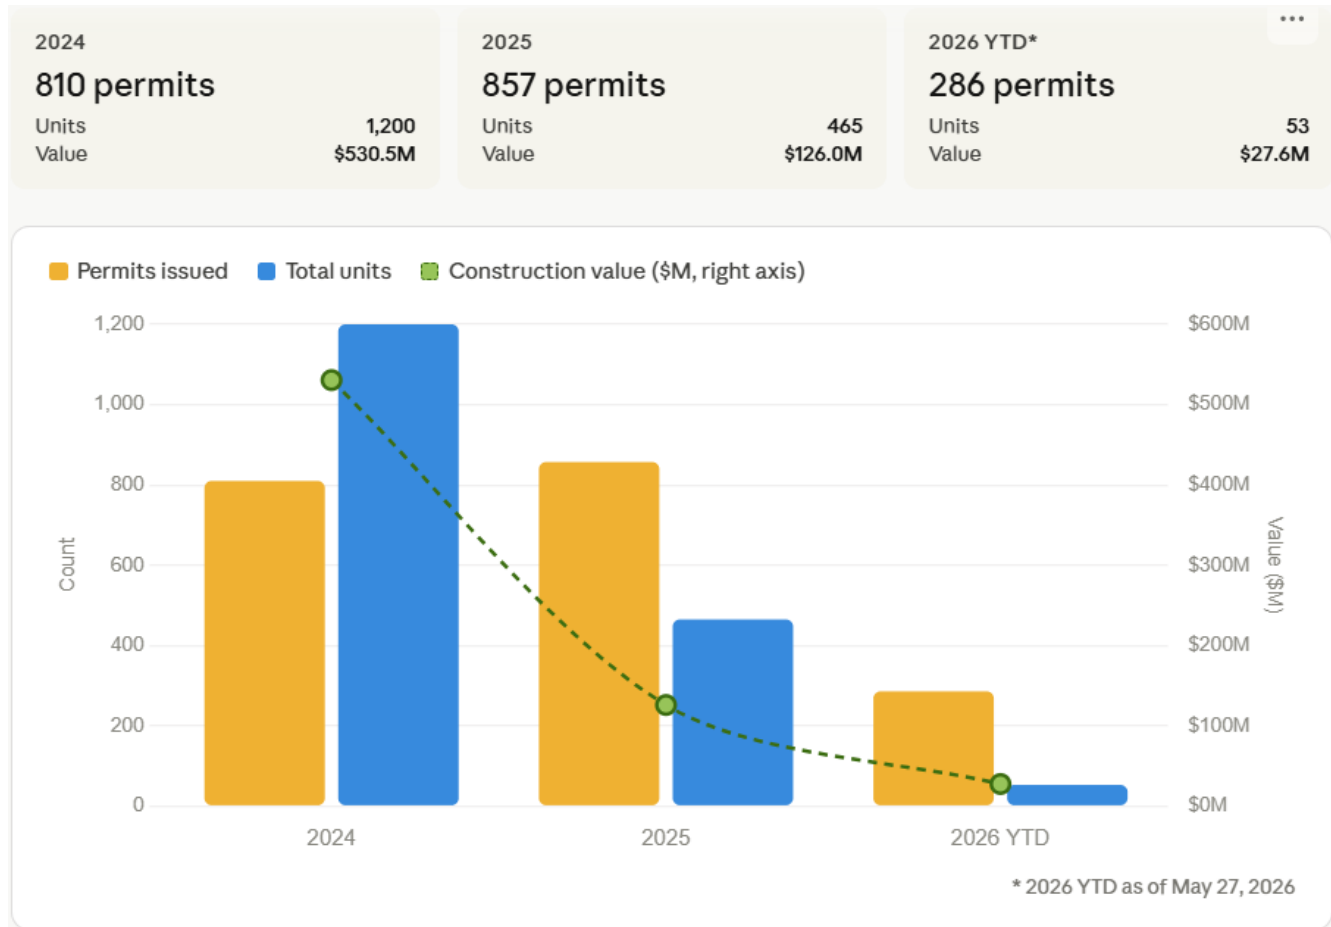 2024
810 permits
Units 1,200
Value $530.5M
2025
857 permits
Units 465
Value $126.0M
2026 YTD*
286 permits
Units 53
Value $27.6M
Permits issued Total units Construction value ($M, right axis)
1,200
1,000
800
600
400
200
0
Count
$600M
$500M
$400M
$300M
$200M
$100M
$0M
Value ($M)
2024 2025 2026 YTD
* 2026 YTD as of May 27, 2026